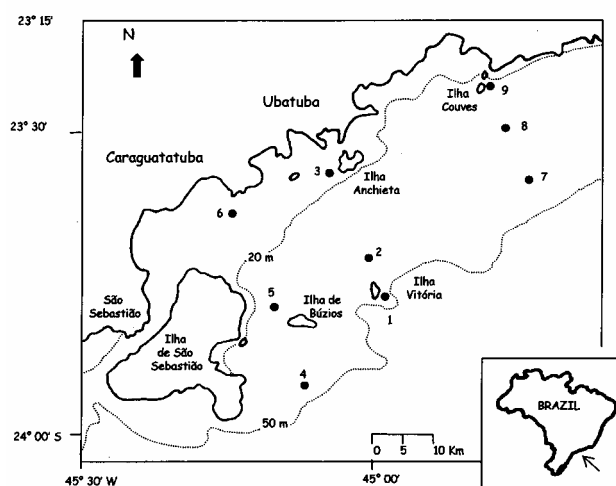 23° 15'
N
Ubatuba
Ilha
Couves
9
23° 30'
8
Caraguatatuba
3
Ilha
Anchieta
7
6
20 m
2
Ilha
Vitória
5
Ilha de
Búzios
1
São
Sebastião
Ilha
de São
Sebastião
4
BRAZIL
50 m
24° 00' S
0 5 10 Km
45° 30' W
45° 00'